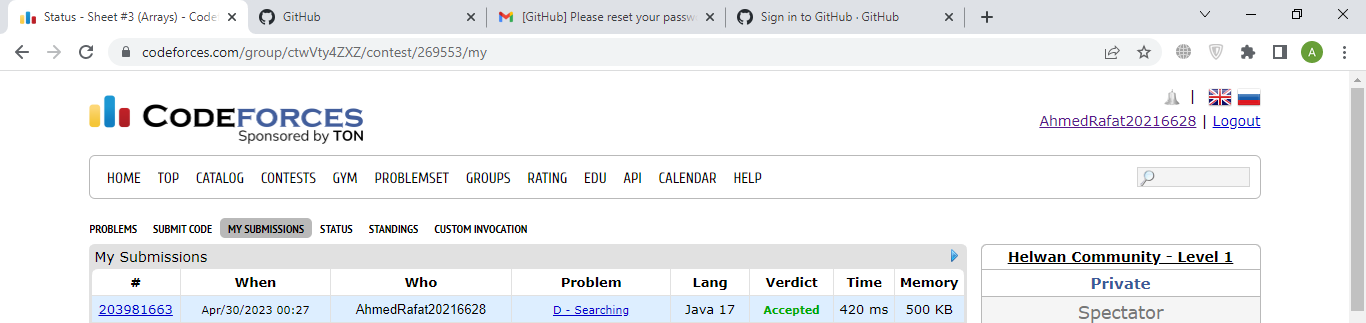 Status - Sheet #3 (Arrays) - Code
GitHub
[GitHub] Please reset your passw
Sign in to GitHub · GitHub
codeforces.com/group/ctwVty4ZXZ/contest/269553/my
A
CODEFORCES
Sponsored by TON
|
AhmedRafat20216628 | Logout
HOME TOP CATALOG CONTESTS GYM PROBLEMSET GROUPS RATING EDU API CALENDAR HELP
PROBLEMS SUBMIT CODE MY SUBMISSIONS STATUS STANDINGS CUSTOM INVOCATION
My Submissions
# When Who Problem Lang Verdict Time Memory
203981663 Apr/30/2023 00:27 AhmedRafat20216628 D - Searching Java 17 Accepted 420 ms 500 KB
Helwan Community - Level 1
Private
Spectator